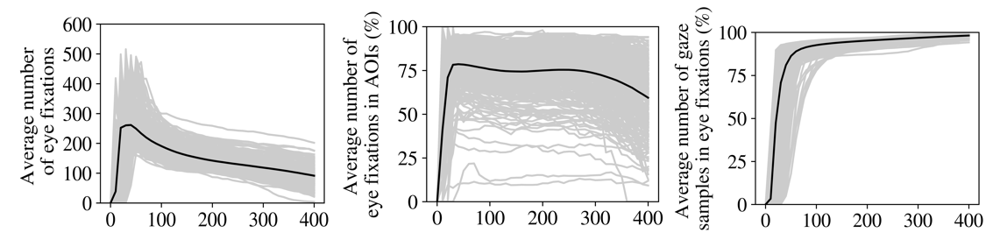 Average number
of eye fixations
600
500
400
300
200
100
0
0 100 200 300 400
Average number of
eye fixations in AOIs (%)
100
75
50
25
0
0 100 200 300 400
Average number of gaze
samples in eye fixations (%)
100
75
50
25
0
0 100 200 300 400